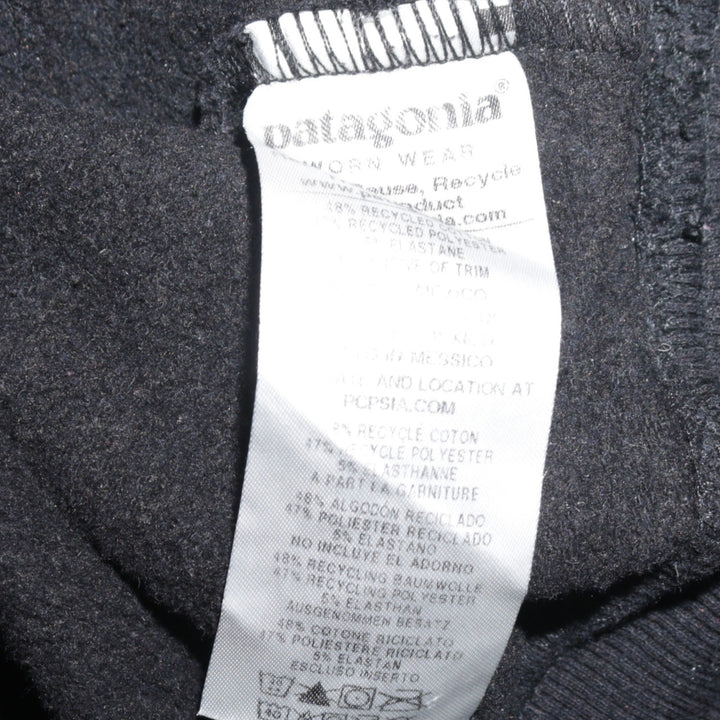 patagonia®
WORN WEAR
Recycle
.com
48% RECYCLED
RECYCLED POLYESTER
ELASTANE
OF TRIM
MESSICO
AND LOCATION AT
PCPSIA.COM
RECYCLE COTON
47% RECYCLE POLYESTER
5% ELASTHANNE
A PART LA GARNITURE
48% ALGODÓN RECICLADO
47% POLIESTER RECICLADO
5% ELASTANO
NO INCLUYE EL ADORNO
48% RECYCLING BAUMWOLLE
47% RECYCLING POLYESTER
5% ELASTHAN
AUSGENOMMEN BESATZ
48% COTONE RICICLATO
47% POLIESTERE RICICLATO
5% ELASTAN
ESCLUSO INSERTO